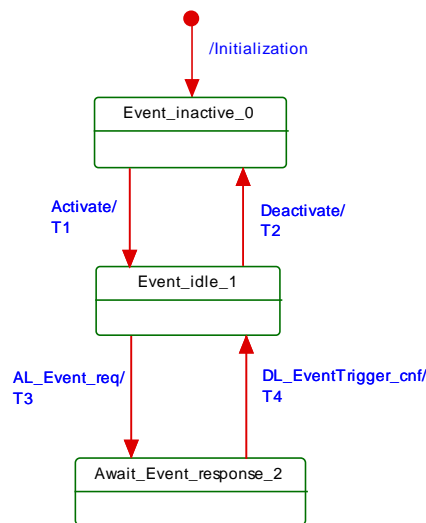 /Initialization
Event_inactive_0
Activate/
T1
Deactivate/
T2
Event_idle_1
AL_Event_req/
T3
DL_EventTrigger_cnf/
T4
Await_Event_response_2